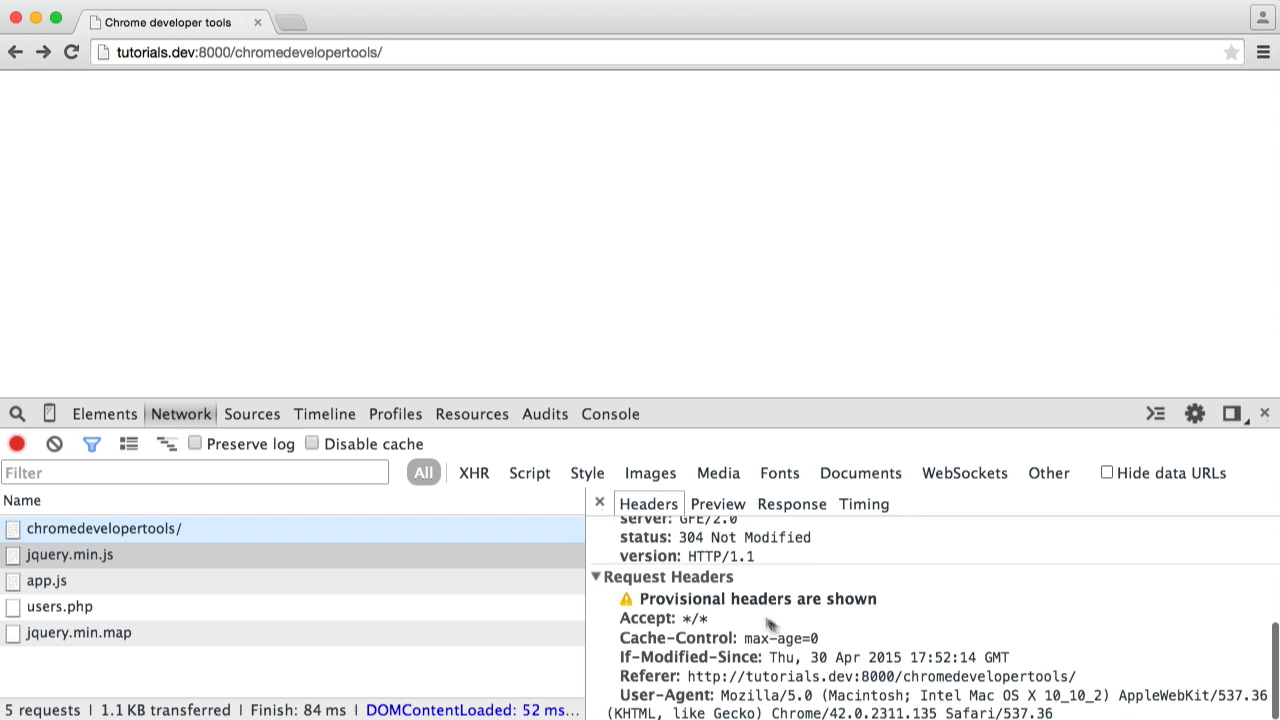 Chrome developer tools
tutorials.dev:8000/chromedevelopertools/
Elements Network Sources Timeline Profiles Resources Audits Console
Preserve log Disable cache
Filter All XHR Script Style Images Media Fonts Documents WebSockets Other Hide data URLs
Name
Headers Preview Response Timing
chromedevelopertools/
jquery.min.js
app.js
users.php
jquery.min.map
server: GFE/2.0
status: 304 Not Modified
version: HTTP/1.1
Request Headers
Provisional headers are shown
Accept: */*
Cache-Control: max-age=0
If-Modified-Since: Thu, 30 Apr 2015 17:52:14 GMT
Referer: http://tutorials.dev:8000/chromedevelopertools/
User-Agent: Mozilla/5.0 (Macintosh; Intel Mac OS X 10_10_2) AppleWebKit/537.36
(KHTML, like Gecko) Chrome/42.0.2311.135 Safari/537.36
5 requests | 1.1 KB transferred | Finish: 84 ms | DOMContentLoaded: 52 ms...